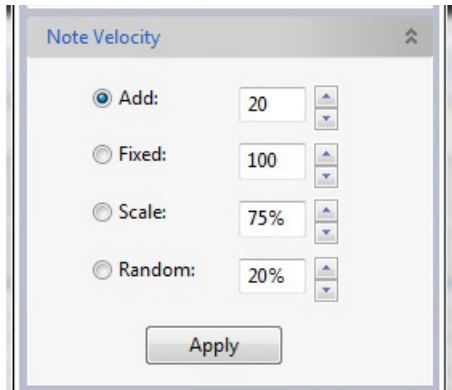 Note Velocity
Add: 20
Fixed: 100
Scale: 75%
Random: 20%
Apply